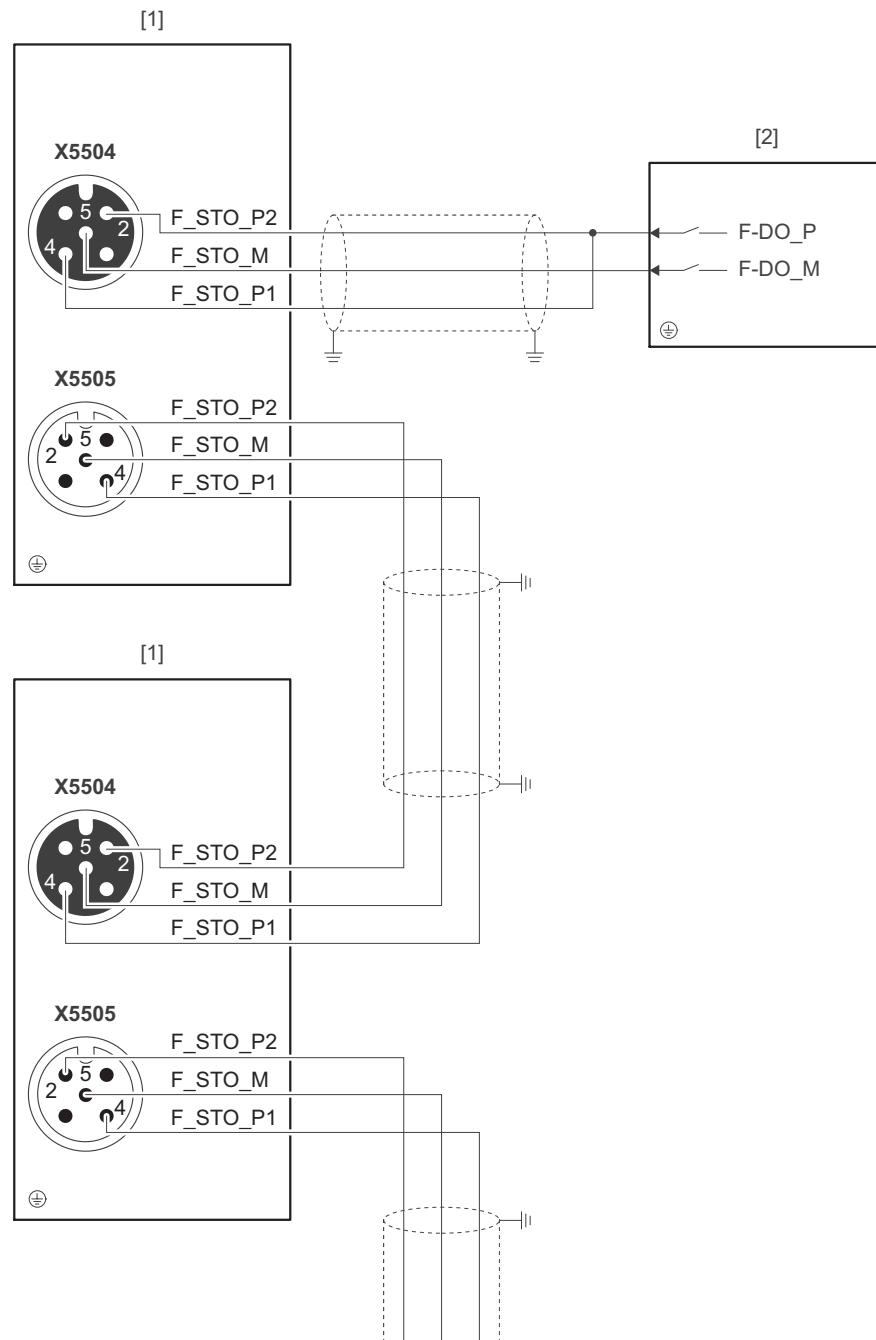 [1]
X5504
5
2
4
F_STO_P2
F_STO_M
F_STO_P1
[2]
F-DO_P
F-DO_M
X5505
2
5
4
F_STO_P2
F_STO_M
F_STO_P1
[1]
X5504
5
2
4
F_STO_P2
F_STO_M
F_STO_P1
X5505
2
5
4
F_STO_P2
F_STO_M
F_STO_P1